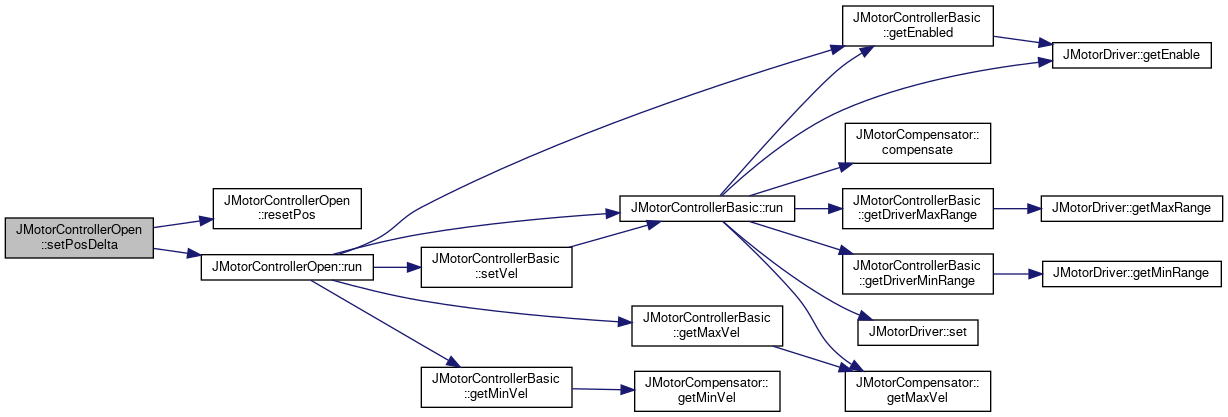 JMotorControllerOpen
::setPosDelta
JMotorControllerOpen
::resetPos
JMotorControllerOpen::run
JMotorControllerBasic
::setVel
JMotorControllerBasic
::getMinVel
JMotorControllerBasic::run
JMotorControllerBasic
::getMaxVel
JMotorCompensator::
getMinVel
JMotorControllerBasic
::getEnabled
JMotorCompensator::
compensate
JMotorControllerBasic
::getDriverMaxRange
JMotorControllerBasic
::getDriverMinRange
JMotorDriver::set
JMotorCompensator::
getMaxVel
JMotorDriver::getEnable
JMotorDriver::getMaxRange
JMotorDriver::getMinRange